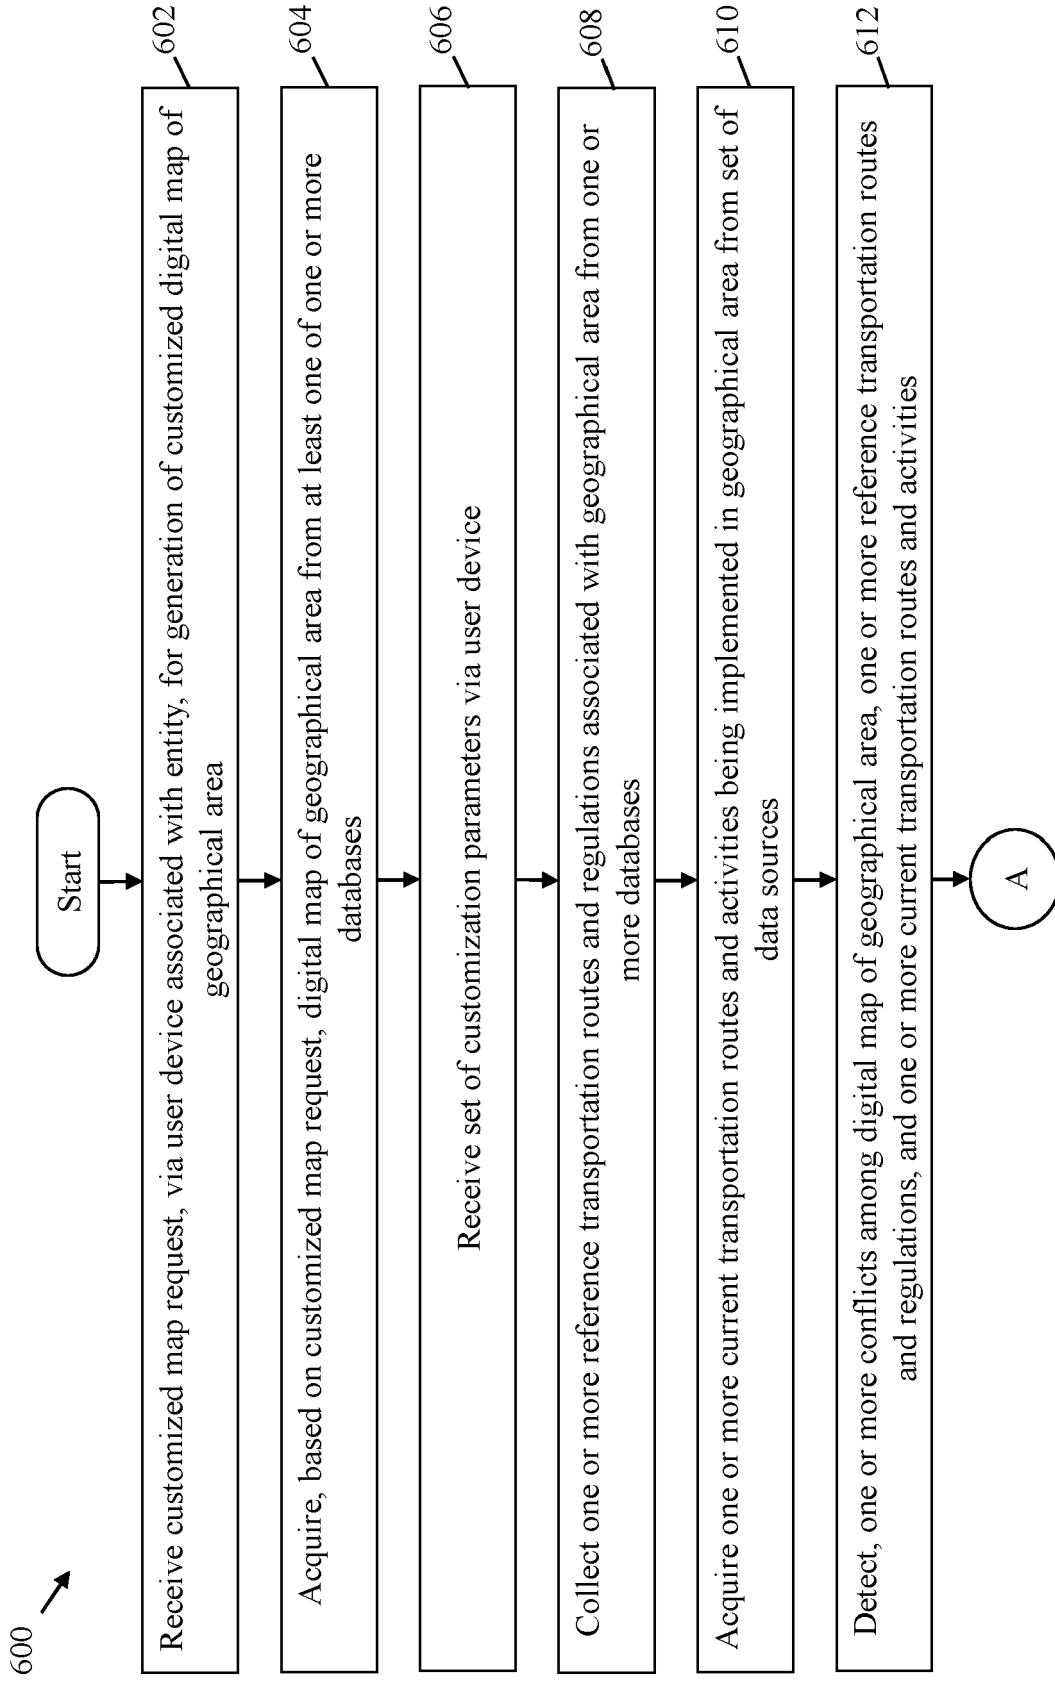 600
Start
602
Receive customized map request, via user device associated with entity, for generation of customized digital map of
geographical area
604
Acquire, based on customized map request, digital map of geographical area from at least one of one or more
databases
606
Receive set of customization parameters via user device
608
Collect one or more reference transportation routes and regulations associated with geographical area from one or
more databases
610
Acquire one or more current transportation routes and activities being implemented in geographical area from set of
data sources
612
Detect, one or more conflicts among digital map of geographical area, one or more reference transportation routes
and regulations, and one or more current transportation routes and activities
A